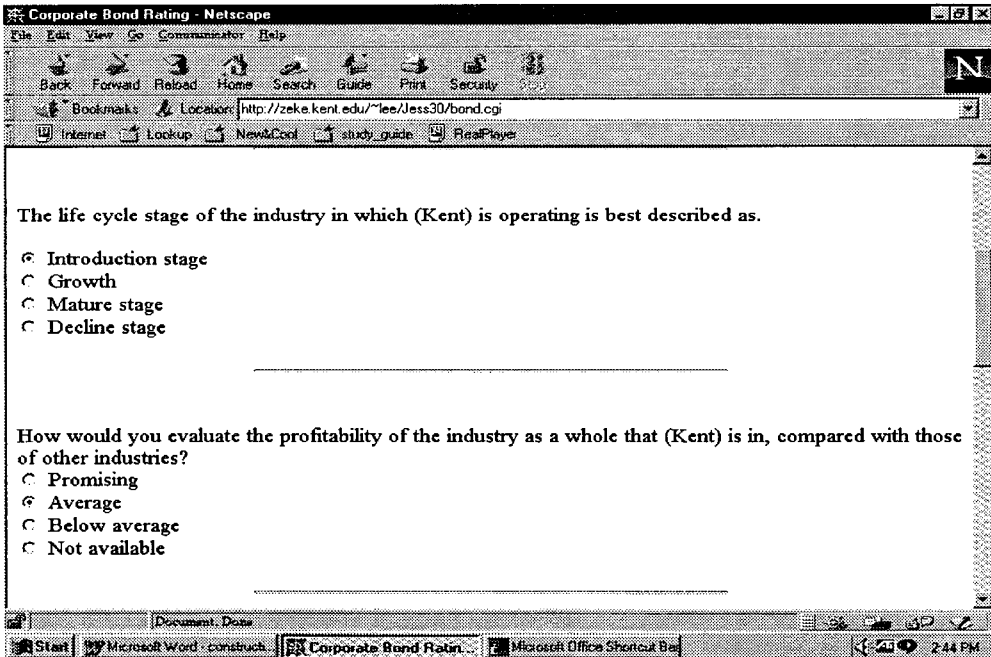 Corporate Bond Rating - Netscape
File Edit View Go Communicator Help
Back Forward Reload Home Search Guide Print Security Stop
N
Bookmarks Location: http://zeke.kent.edu/~lee/Jess30/bond.cgi
Internet Lookup New&Cool study_guide RealPlayer
The life cycle stage of the industry in which (Kent) is operating is best described as.
Introduction stage
Growth
Mature stage
Decline stage
How would you evaluate the profitability of the industry as a whole that (Kent) is in, compared with those
of other industries?
Promising
Average
Below average
Not available
Document: Done
Start Microsoft Word - construch... Corporate Bond Ratin... Microsoft Office Shortcut Bar 2:44 PM